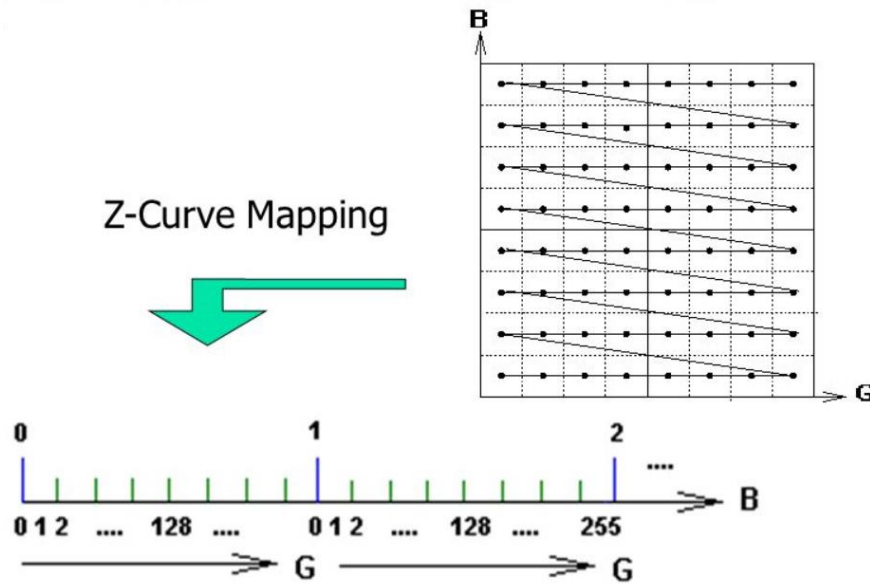 B
Z-Curve Mapping
G
0 1 2 ....
B
0 1 2 .... 128 .... 0 1 2 .... 128 .... 255
G G